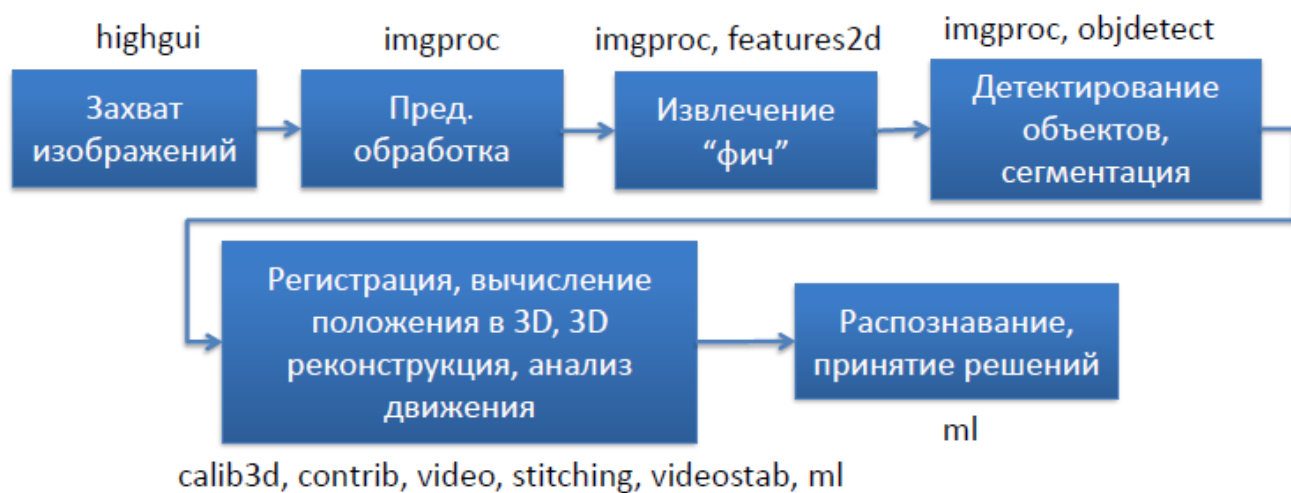 highgui
Захват
изображений
imgproc
Пред.
обработка
imgproc, features2d
Извлечение
“фич”
imgproc, objdetect
Детектирование
объектов,
сегментация
Регистрация, вычисление
положения в 3D, 3D
реконструкция, анализ
движения
calib3d, contrib, video, stitching, videostab, ml
Распознавание,
принятие решений
ml